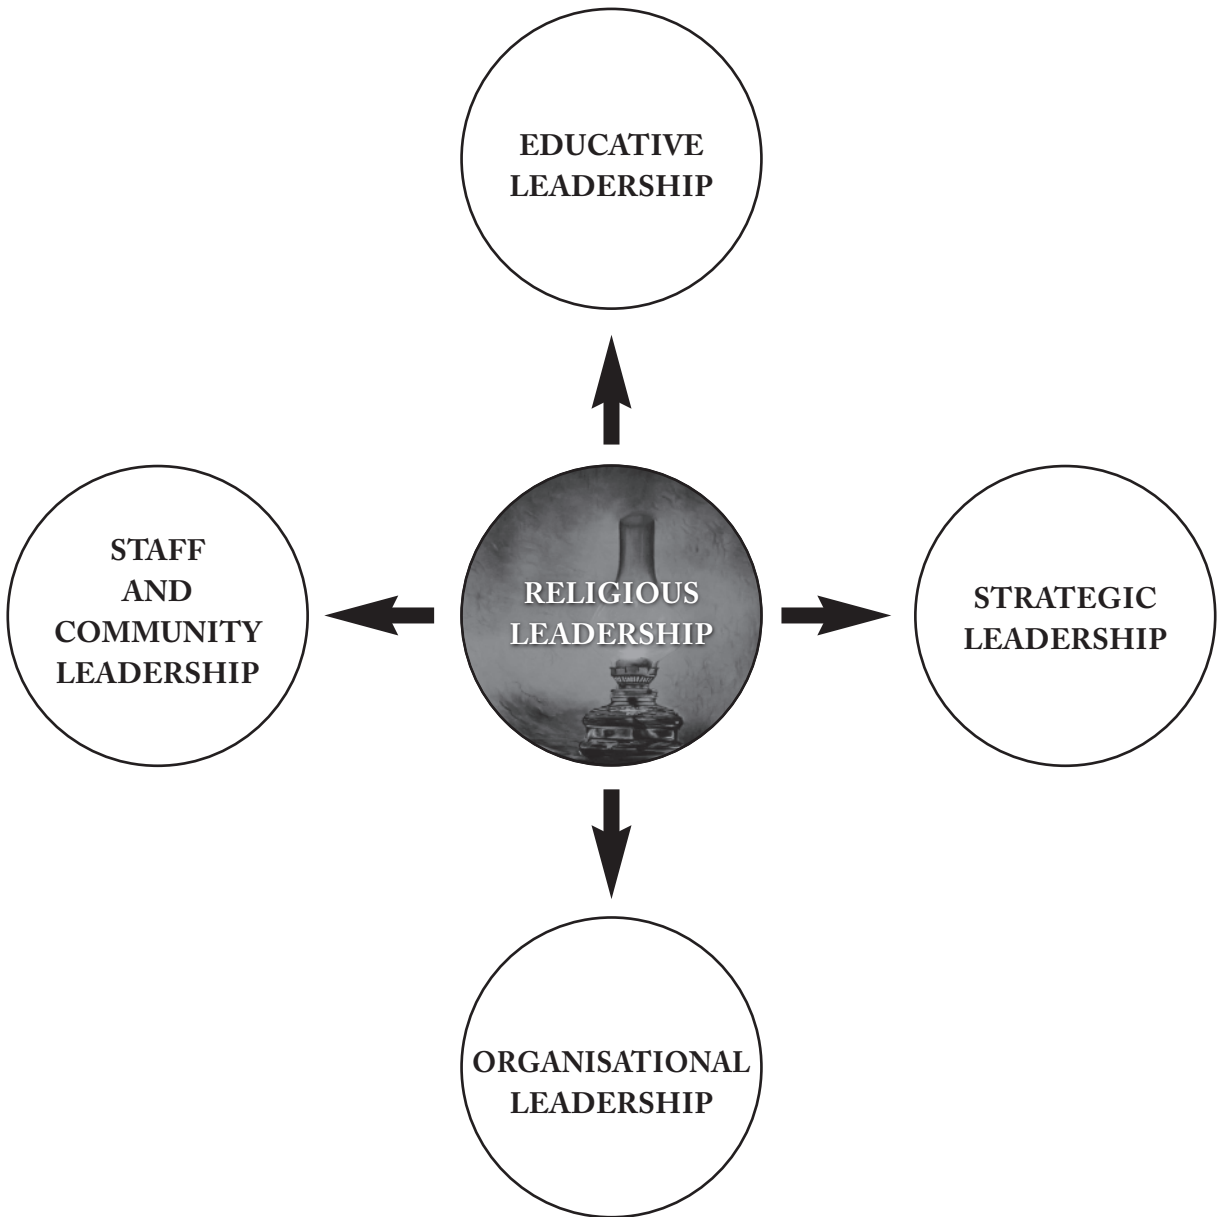 EDUCATIVE
LEADERSHIP
STAFF
AND
COMMUNITY
LEADERSHIP
RELIGIOUS
LEADERSHIP
STRATEGIC
LEADERSHIP
ORGANISATIONAL
LEADERSHIP